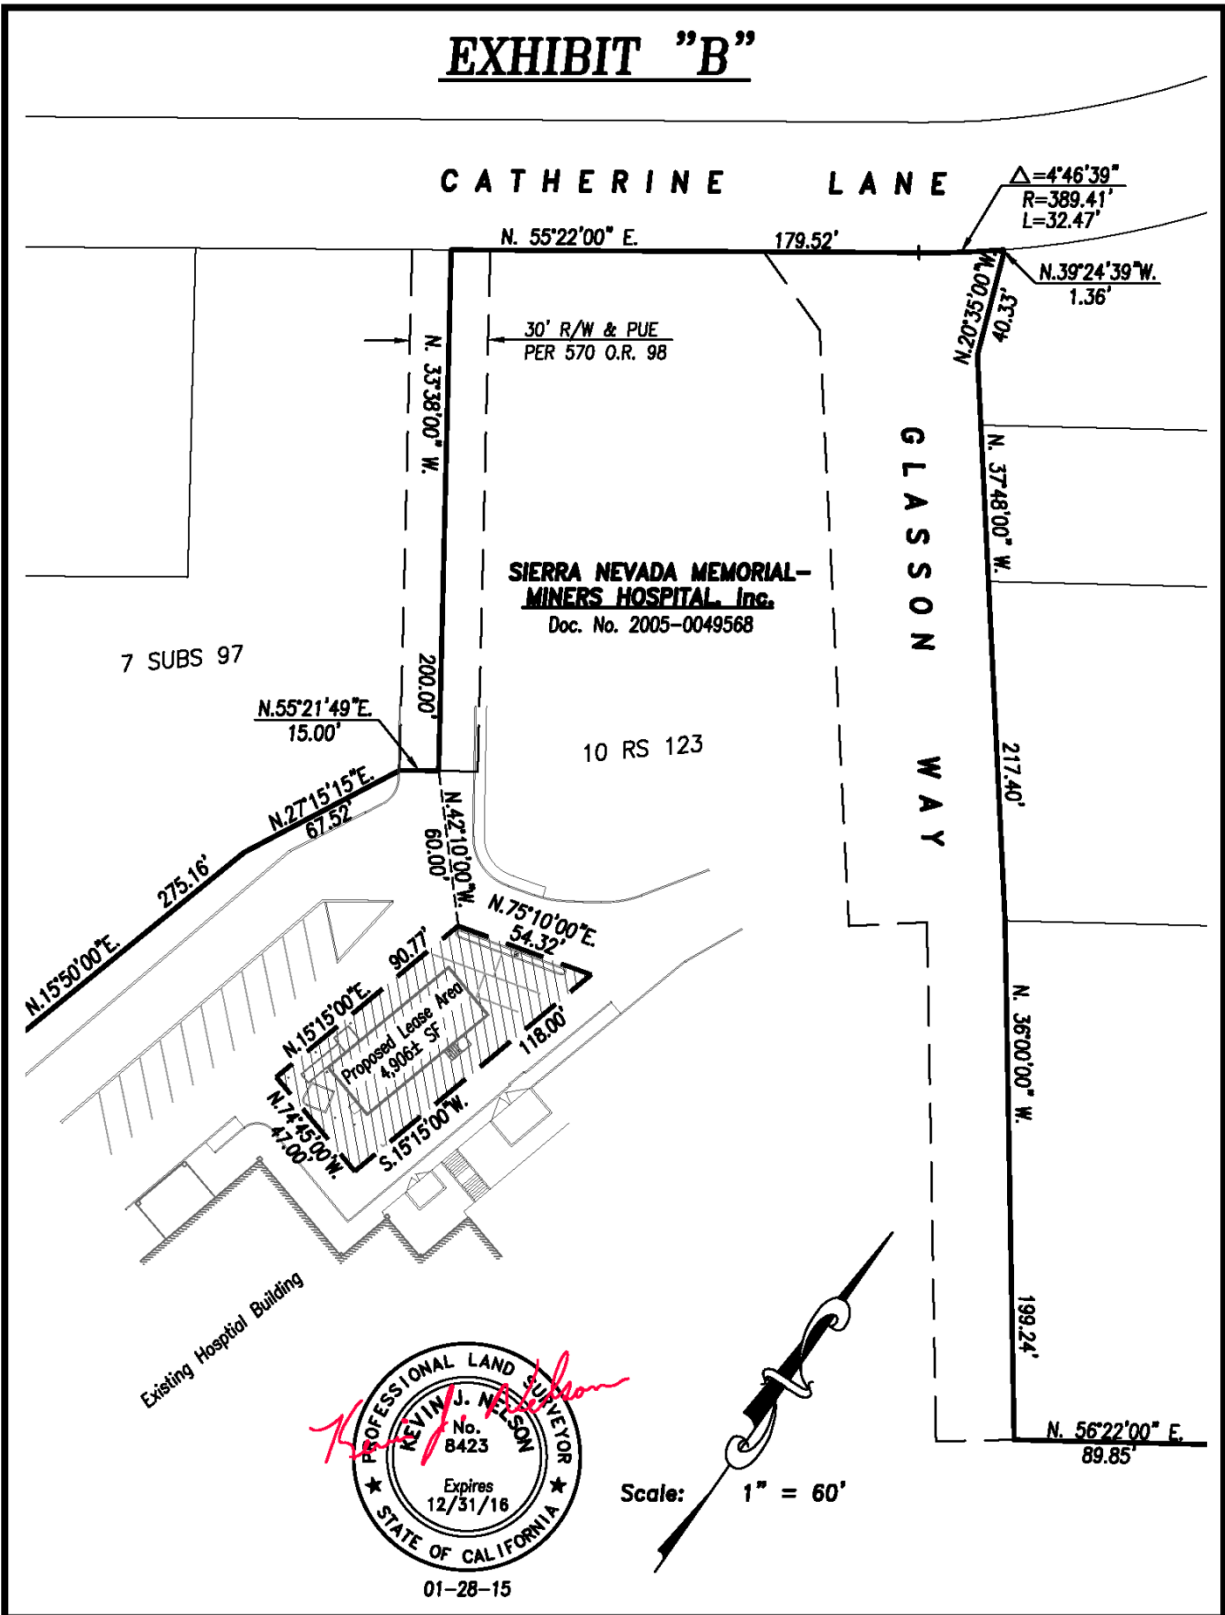 EXHIBIT "B"
CATHERINE LANE
△=4°46'39"
R=389.41'
L=32.47'
N. 55°22'00" E.
179.52'
N.39°24'39"W.
1.36'
N.20°35'00"W.
40.33'
30' R/W & PUE
PER 570 O.R. 98
N. 33°38'00" W.
200.00'
GLASSON WAY
N. 37°48'00" W.
217.40'
SIERRA NEVADA MEMORIAL-
MINERS HOSPITAL, Inc.
Doc. No. 2005-0049568
7 SUBS 97
N.55°21'49"E.
15.00'
10 RS 123
N.27°15'15"E.
67.52'
N.42°10'00"W.
60.00'
275.16'
N.15°50'00"E.
N.75°10'00"E.
54.32'
90.77'
N.15°15'00"E.
Proposed Lease Area
4,906± SF
118.00'
S.15°15'00"W.
N.74°45'00"W.
47.00'
N. 36°00'00" W.
199.24'
Existing Hosptial Building
N. 56°22'00" E.
89.85'
PROFESSIONAL LAND SURVEYOR
KEVIN J. NELSON
No.
8423
Expires
12/31/16
STATE OF CALIFORNIA
Kevin J. Nelson
01-28-15
Scale: 1" = 60'